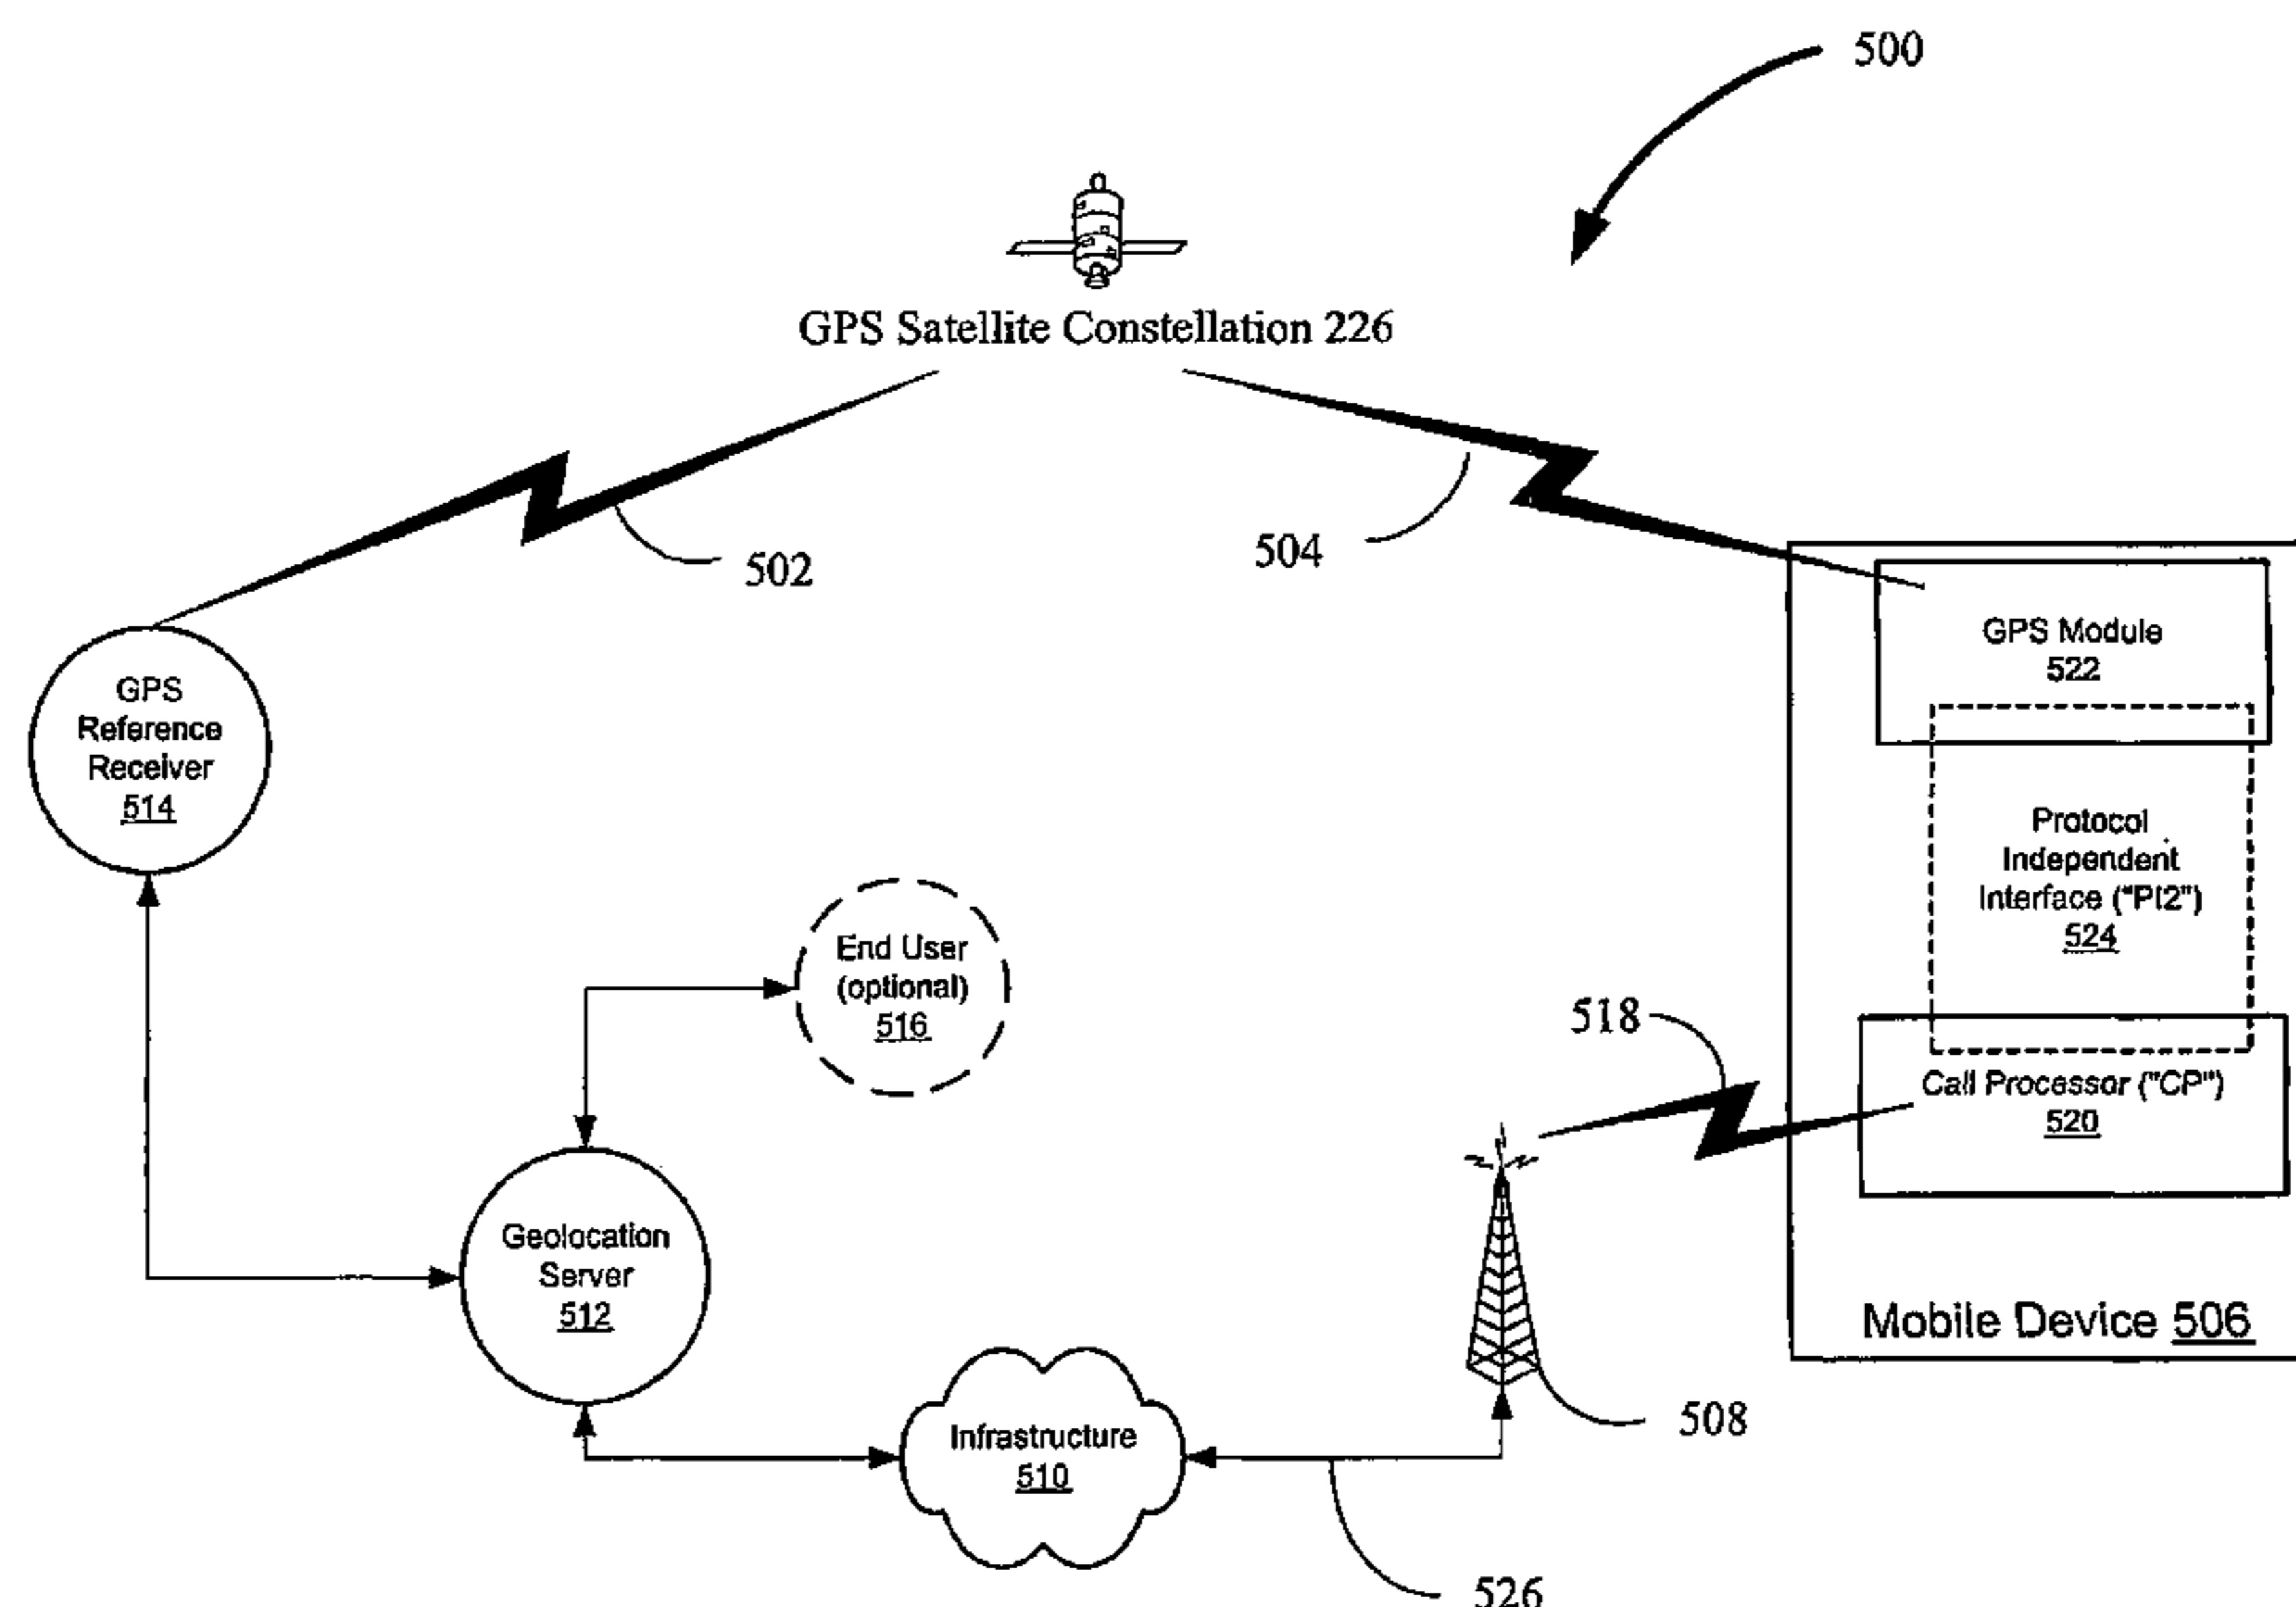 500
GPS Satellite Constellation 226
502
504
GPS Module
522
GPS
Reference
Receiver
514
Protocol
Independent
Interface ("PI2")
524
End User
(optional)
516
518
Call Processor ("CP")
520
Geolocation
Server
512
Mobile Device 506
508
Infrastructure
510
526